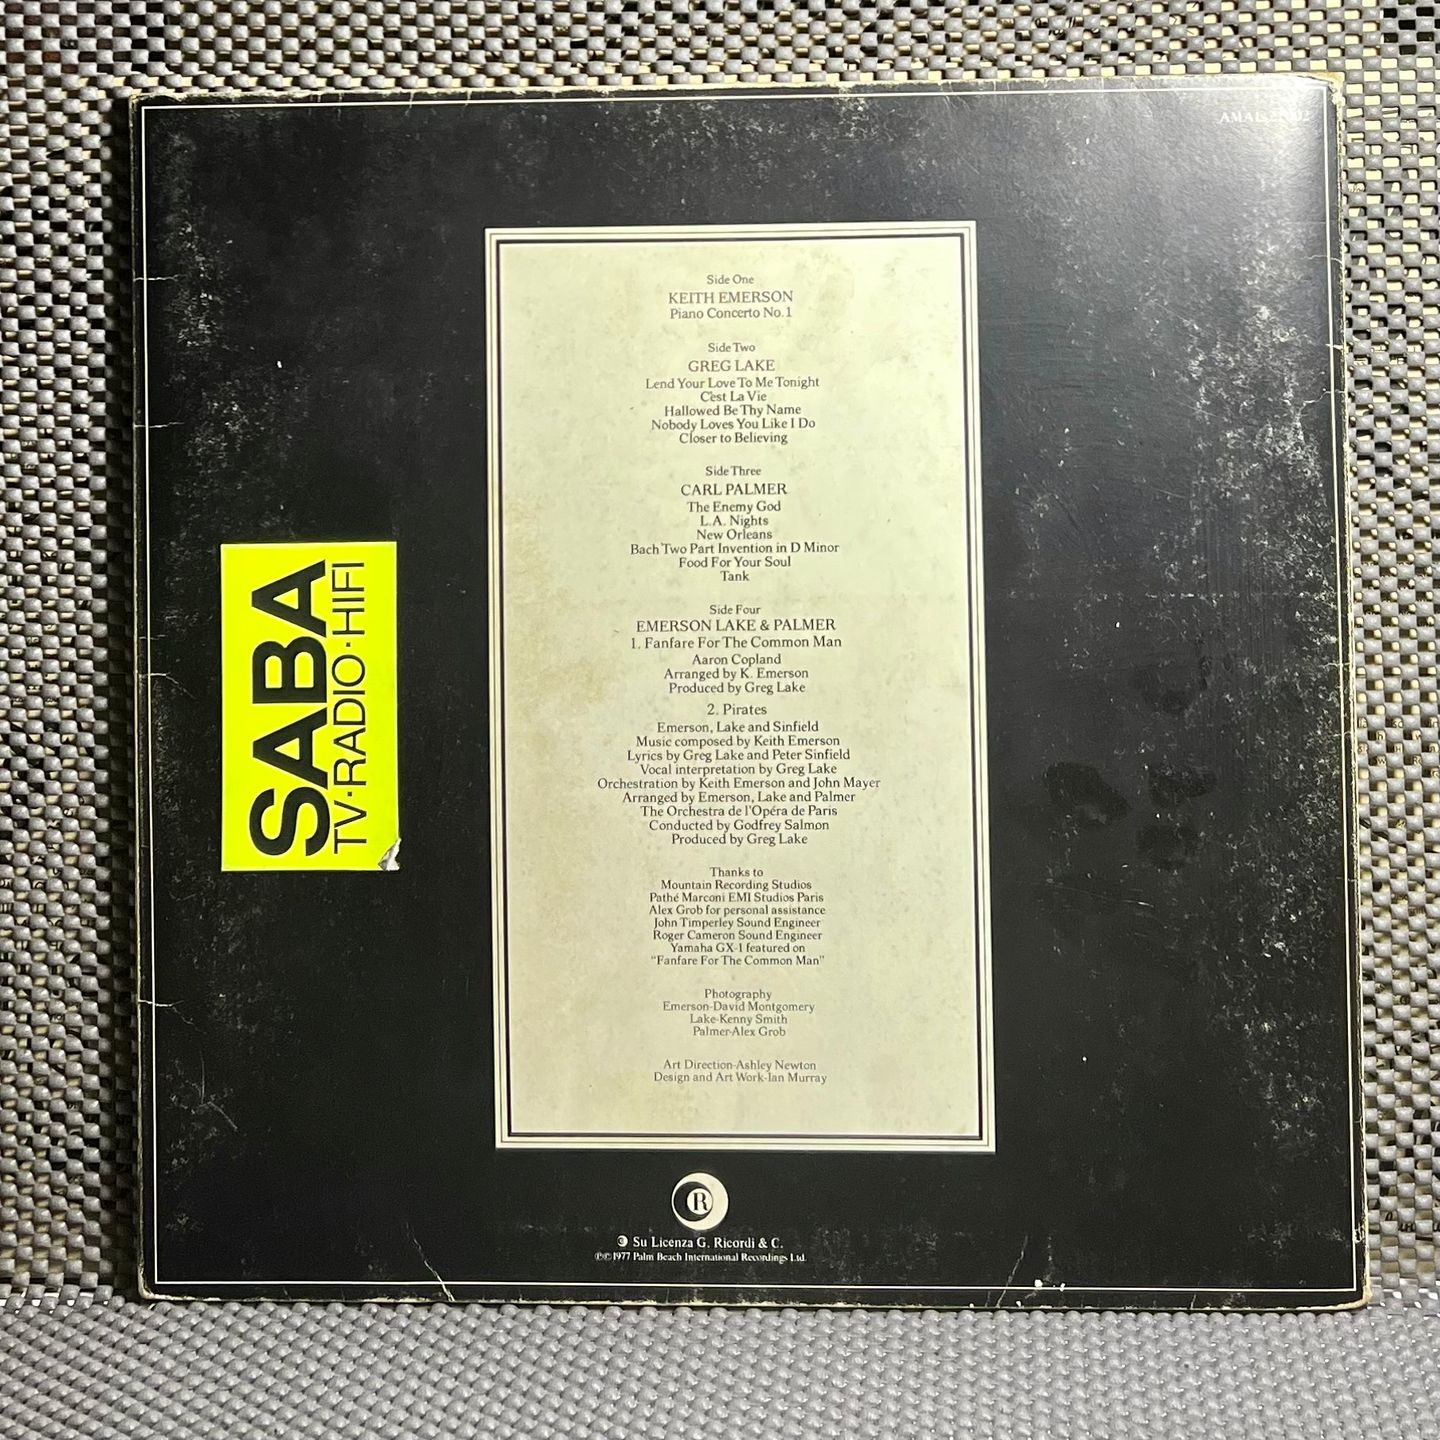 AMAL
Side One
KEITH EMERSON
Piano Concerto No.1
Side Two
GREG LAKE
Lend Your Love To Me Tonight
C'est La Vie
Hallowed Be Thy Name
Nobody Loves You Like I Do
Closer to Believing
Side Three
CARL PALMER
The Enemy God
L.A. Nights
New Orleans
Bach Two Part Invention in D Minor
Food For Your Soul
Tank
Side Four
EMERSON LAKE & PALMER
1. Fanfare For The Common Man
Aaron Copland
Arranged by K. Emerson
Produced by Greg Lake
2. Pirates
Emerson, Lake and Sinfield
Music composed by Keith Emerson
Lyrics by Greg Lake and Peter Sinfield
Vocal interpretation by Greg Lake
Orchestration by Keith Emerson and John Mayer
Arranged by Emerson, Lake and Palmer
The Orchestra de l'Opéra de Paris
Conducted by Godfrey Salmon
Produced by Greg Lake
Thanks to
Mountain Recording Studios
Pathé Marconi EMI Studios Paris
Alex Grob for personal assistance
John Timperley Sound Engineer
Roger Cameron Sound Engineer
Yamaha GX-1 featured on
"Fanfare For The Common Man"
Photography
Emerson-David Montgomery
Lake-Kenny Smith
Palmer-Alex Grob
Art Direction-Ashley Newton
Design and Art Work-Ian Murray
SABA
TV·RADIO·HIFI
R
Su Licenza G. Ricordi & C.
℗© 1977 Palm Beach International Recordings Ltd.